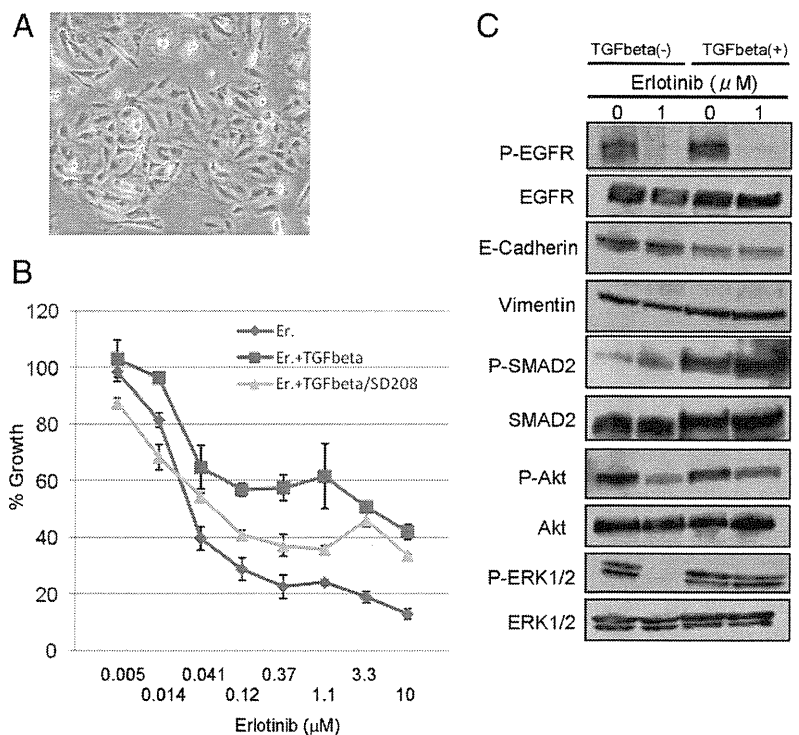 A
B
120
100
80
60
40
20
0
% Growth
Er.
Er.+TGFbeta
Er.+TGFbeta/SD208
0.005 0.041 0.37 3.3
0.014 0.12 1.1 10
Erlotinib (μM)
C
TGFbeta(-) TGFbeta(+)
Erlotinib (μM)
0 1 0 1
P-EGFR
EGFR
E-Cadherin
Vimentin
P-SMAD2
SMAD2
P-Akt
Akt
P-ERK1/2
ERK1/2